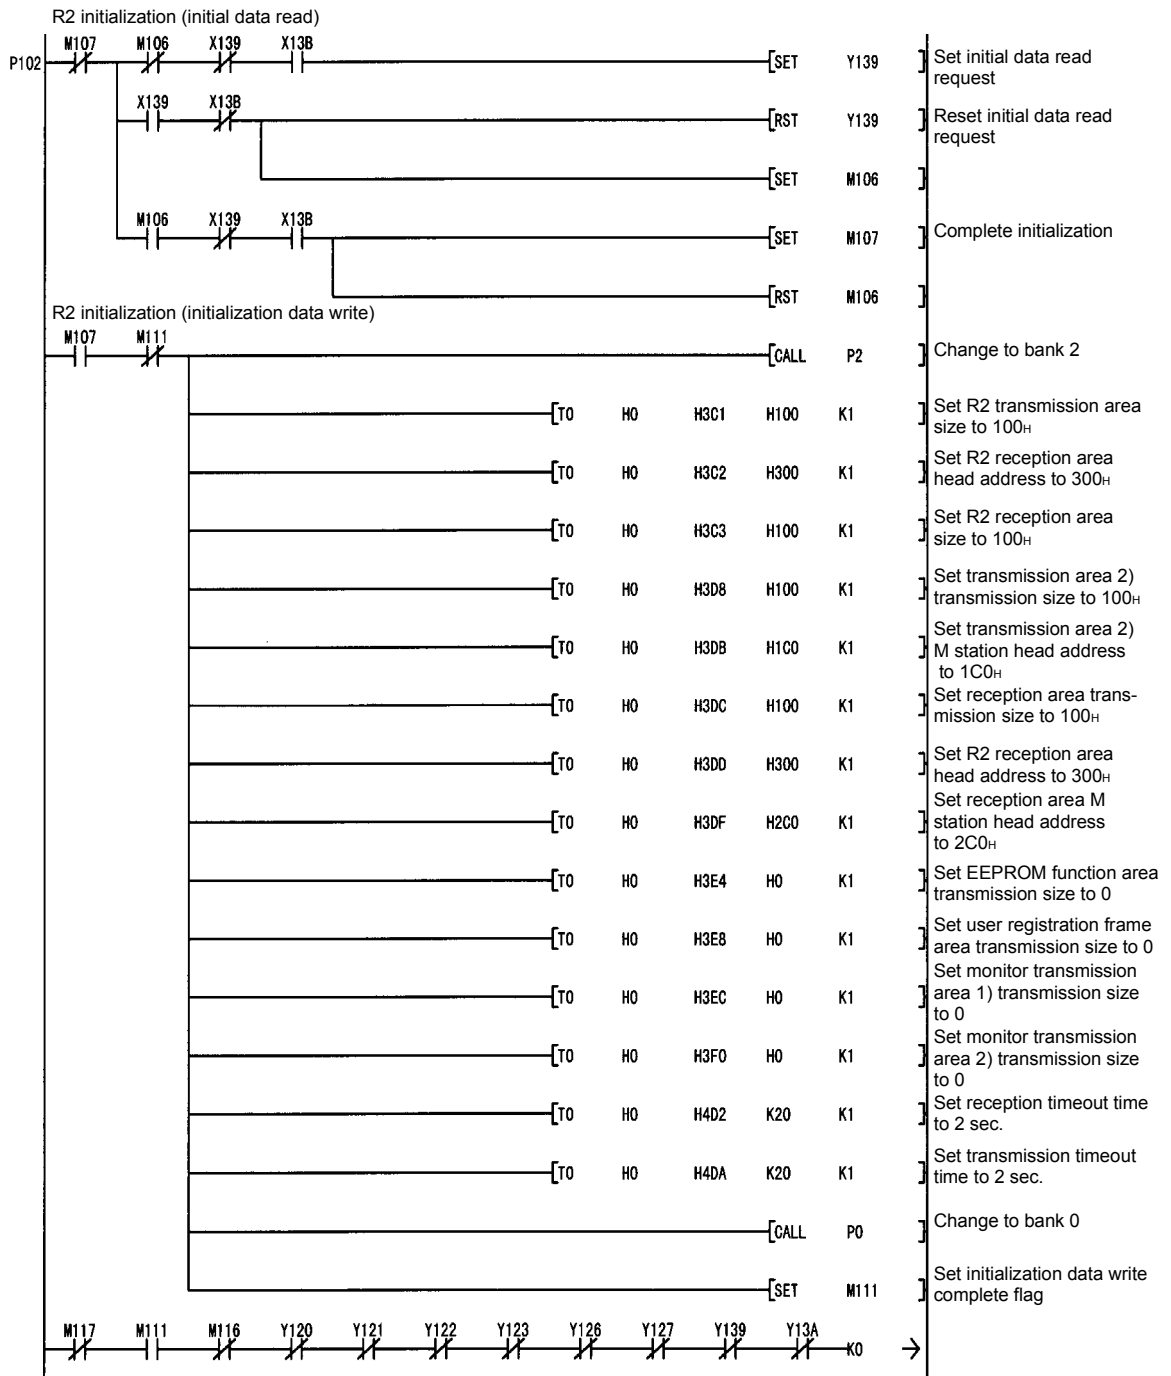 R2 initialization (initial data read)
M107 M106 X139 X13B
P102 [SET Y139 ] Set initial data read
request
X139 X13B
[RST Y139 ] Reset initial data read
request
[SET M106 ]
M106 X139 X13B
[SET M107 ] Complete initialization
[RST M106 ]
R2 initialization (initialization data write)
M107 M111
[CALL P2 ] Change to bank 2
[TO H0 H3C1 H100 K1 ] Set R2 transmission area
size to 100H
[TO H0 H3C2 H300 K1 ] Set R2 reception area
head address to 300H
[TO H0 H3C3 H100 K1 ] Set R2 reception area
size to 100H
[TO H0 H3D8 H100 K1 ] Set transmission area 2)
transmission size to 100H
[TO H0 H3DB H1C0 K1 ] Set transmission area 2)
M station head address
to 1C0H
[TO H0 H3DC H100 K1 ] Set reception area trans-
mission size to 100H
[TO H0 H3DD H300 K1 ] Set R2 reception area
head address to 300H
[TO H0 H3DF H2C0 K1 ] Set reception area M
station head address
to 2C0H
[TO H0 H3E4 H0 K1 ] Set EEPROM function area
transmission size to 0
[TO H0 H3E8 H0 K1 ] Set user registration frame
area transmission size to 0
[TO H0 H3EC H0 K1 ] Set monitor transmission
area 1) transmission size
to 0
[TO H0 H3F0 H0 K1 ] Set monitor transmission
area 2) transmission size
to 0
[TO H0 H4D2 K20 K1 ] Set reception timeout time
to 2 sec.
[TO H0 H4DA K20 K1 ] Set transmission timeout
time to 2 sec.
[CALL P0 ] Change to bank 0
[SET M111 ] Set initialization data write
complete flag
M117 M111 M116 Y120 Y121 Y122 Y123 Y126 Y127 Y139 Y13A
K0